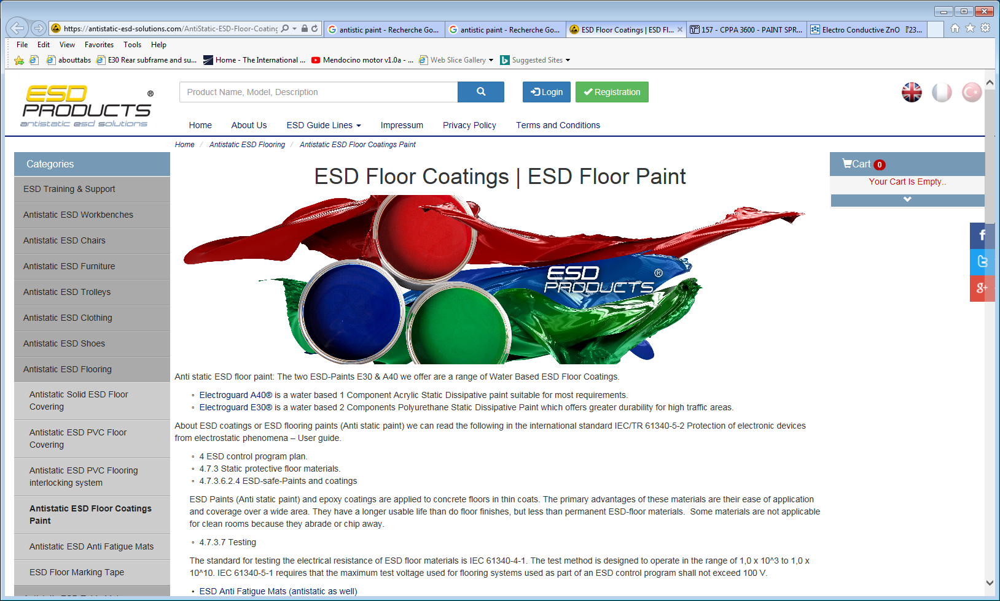 https://antistatic-esd-solutions.com/AntiStatic-ESD-Floor-Coating
antistic paint - Recherche Go...
antistic paint - Recherche Go...
ESD Floor Coatings | ESD Fl...
157 - CPPA 3600 - PAINT SPR...
Electro Conductive ZnO 『23...
File Edit View Favorites Tools Help
abouttabs
E30 Rear subframe and su...
Home - The International ...
Mendocino motor v1.0a - ...
Web Slice Gallery
Suggested Sites
ESD PRODUCTS ®
antistatic esd solutions
Product Name, Model, Description
Login
Registration
Home About Us ESD Guide Lines Impressum Privacy Policy Terms and Conditions
Home / Antistatic ESD Flooring / Antistatic ESD Floor Coatings Paint
Categories
ESD Training & Support
Antistatic ESD Workbenches
Antistatic ESD Chairs
Antistatic ESD Furniture
Antistatic ESD Trolleys
Antistatic ESD Clothing
Antistatic ESD Shoes
Antistatic ESD Flooring
Antistatic Solid ESD Floor
Covering
Antistatic ESD PVC Floor
Covering
Antistatic ESD PVC Flooring
interlocking system
Antistatic ESD Floor Coatings
Paint
Antistatic ESD Anti Fatigue Mats
ESD Floor Marking Tape
ESD Floor Coatings | ESD Floor Paint
ESD
PRODUCTS ®
Anti static ESD floor paint: The two ESD-Paints E30 & A40 we offer are a range of Water Based ESD Floor Coatings.
◦ Electroguard A40® is a water based 1 Component Acrylic Static Dissipative paint suitable for most requirements.
◦ Electroguard E30® is a water based 2 Components Polyurethane Static Dissipative Paint which offers greater durability for high traffic areas.
About ESD coatings or ESD flooring paints (Anti static paint) we can read the following in the international standard IEC/TR 61340-5-2 Protection of electronic devices
from electrostatic phenomena – User guide.
◦ 4 ESD control program plan.
◦ 4.7.3 Static protective floor materials.
◦ 4.7.3.6.2.4 ESD-safe-Paints and coatings
ESD Paints (Anti static paint) and epoxy coatings are applied to concrete floors in thin coats. The primary advantages of these materials are their ease of application
and coverage over a wide area. They have a longer usable life than do floor finishes, but less than permanent ESD-floor materials. Some materials are not applicable
for clean rooms because they abrade or chip away.
◦ 4.7.3.7 Testing
The standard for testing the electrical resistance of ESD floor materials is IEC 61340-4-1. The test method is designed to operate in the range of 1,0 x 10^3 to 1,0 x
10^10. IEC 61340-5-1 requires that the maximum test voltage used for flooring systems used as part of an ESD control program shall not exceed 100 V.
• ESD Anti Fatigue Mats (antistatic as well)
Cart 0
Your Cart Is Empty..
f
t
g+